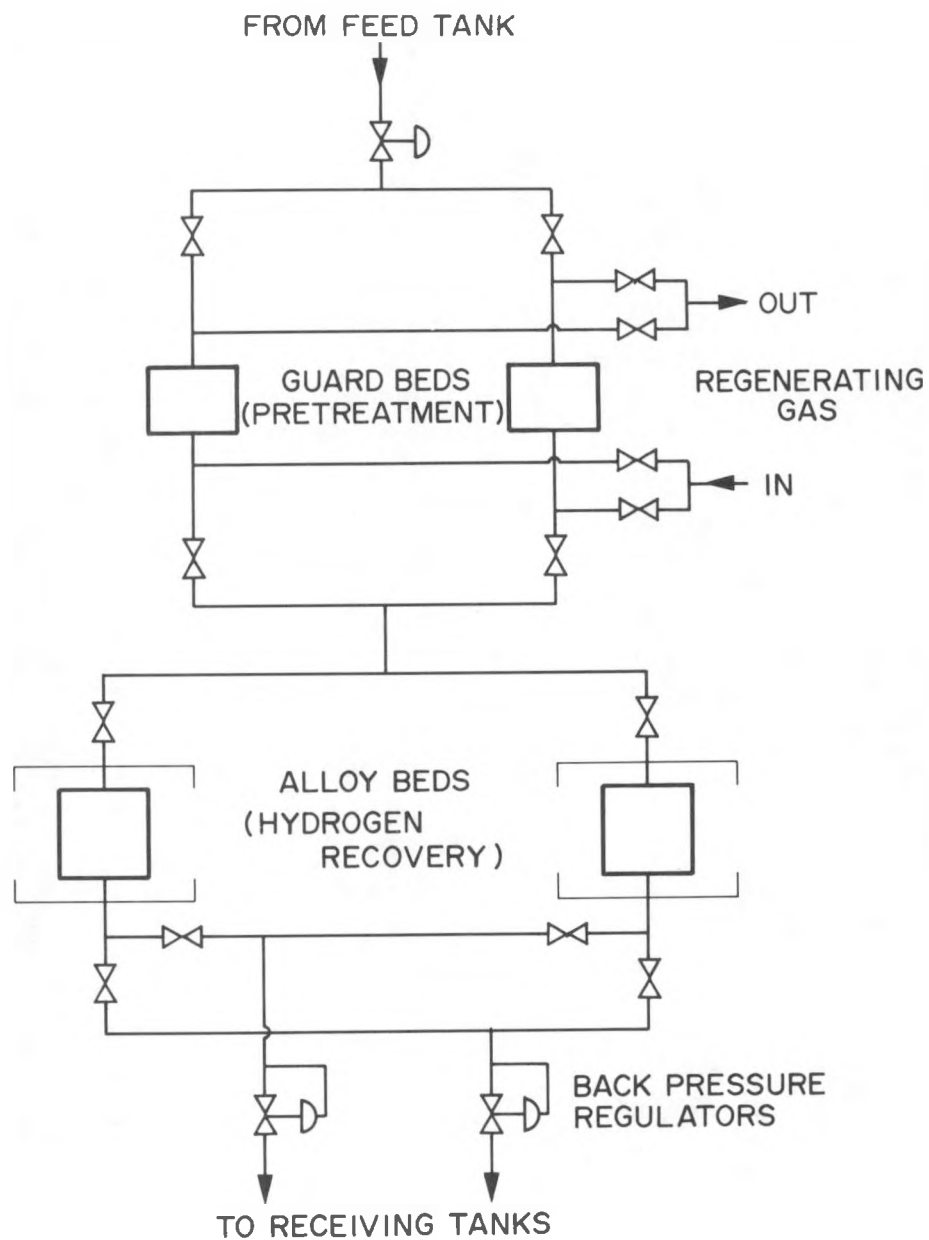 FROM FEED TANK
OUT
GUARD BEDS
(PRETREATMENT)
REGENERATING
GAS
IN
ALLOY BEDS
(HYDROGEN
RECOVERY)
BACK PRESSURE
REGULATORS
TO RECEIVING TANKS